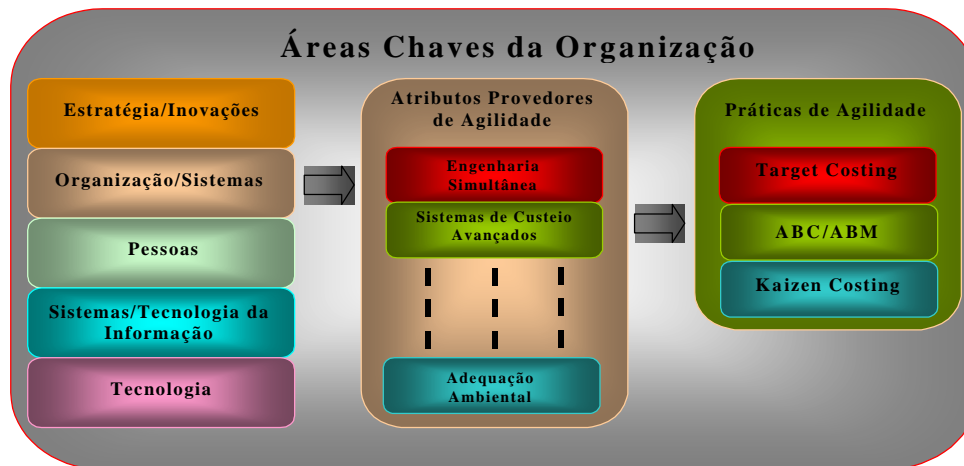 Áreas Chaves da Organização
Estratégia/Inovações
Organização/Sistemas
Pessoas
Sistemas/Tecnologia da
Informação
Tecnologia
Atributos Provedores
de Agilidade
Engenharia
Simultânea
Sistemas de Custeio
Avançados
Adequação
Ambiental
Práticas de Agilidade
Target Costing
ABC/ABM
Kaizen Costing